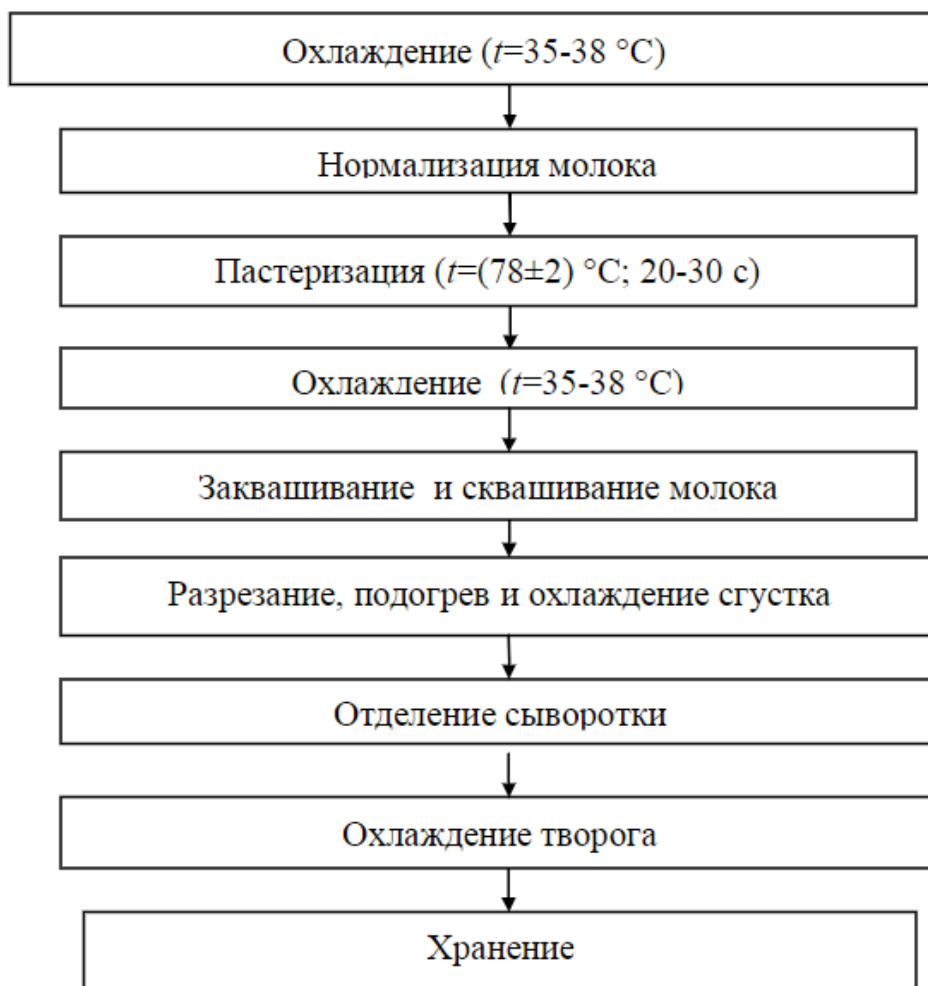 Охлаждение (t=35-38 °C)
Нормализация молока
Пастеризация (t=(78±2) °C; 20-30 с)
Охлаждение (t=35-38 °C)
Заквашивание и сквашивание молока
Разрезание, подогрев и охлаждение сгустка
Отделение сыворотки
Охлаждение творога
Хранение